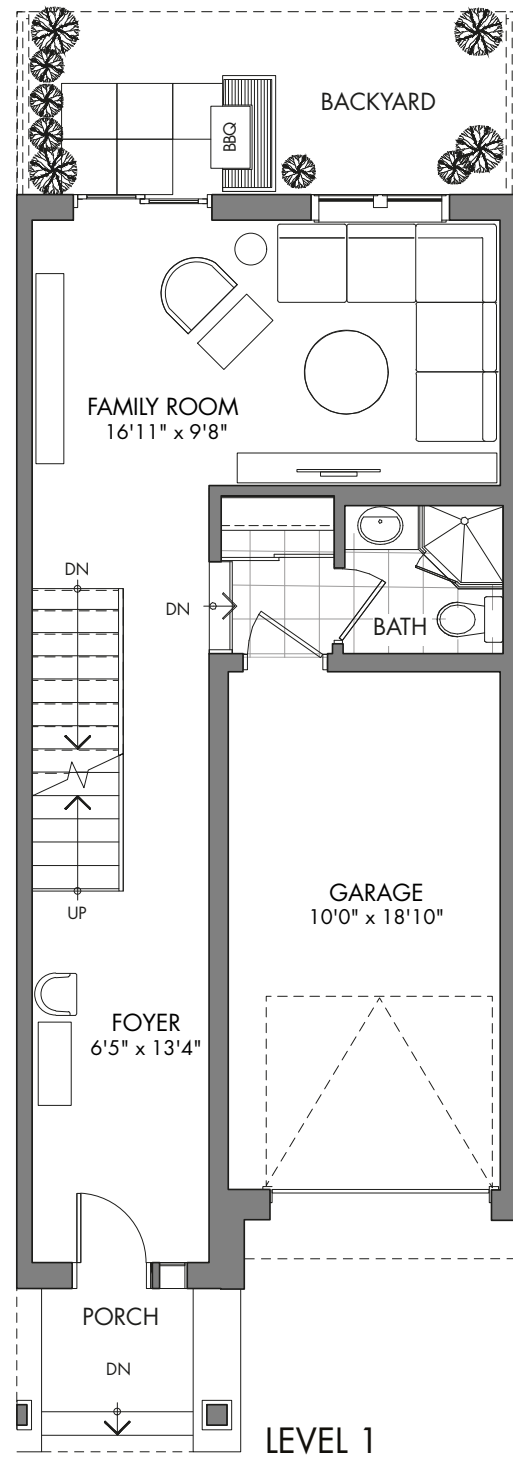 BACKYARD
BBQ
FAMILY ROOM
16'11" x 9'8"
DN
DN
BATH
UP
GARAGE
10'0" x 18'10"
FOYER
6'5" x 13'4"
PORCH
DN
LEVEL 1